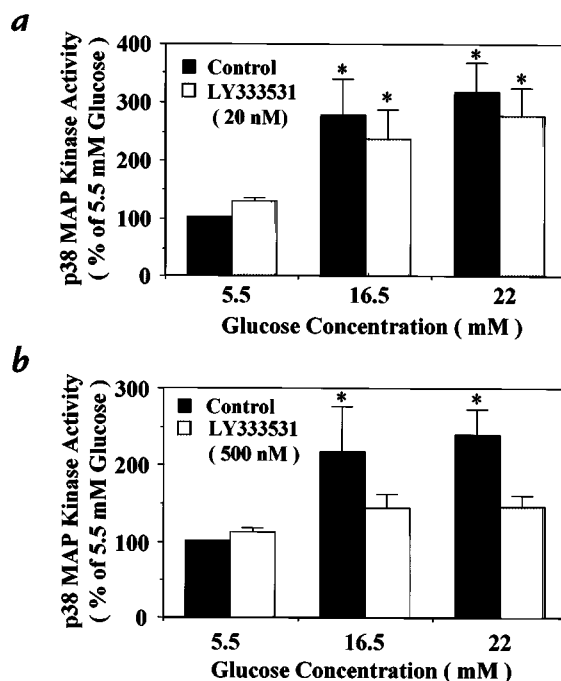 a
p38 MAP Kinase Activity
( % of 5.5 mM Glucose )
400
300
200
100
0
Control
LY333531
( 20 nM)
* * * *
5.5 16.5 22
Glucose Concentration ( mM )
b
p38 MAP Kinase Activity
( % of 5.5 mM Glucose )
300
200
100
0
Control
LY333531
( 500 nM )
* *
5.5 16.5 22
Glucose Concentration ( mM )